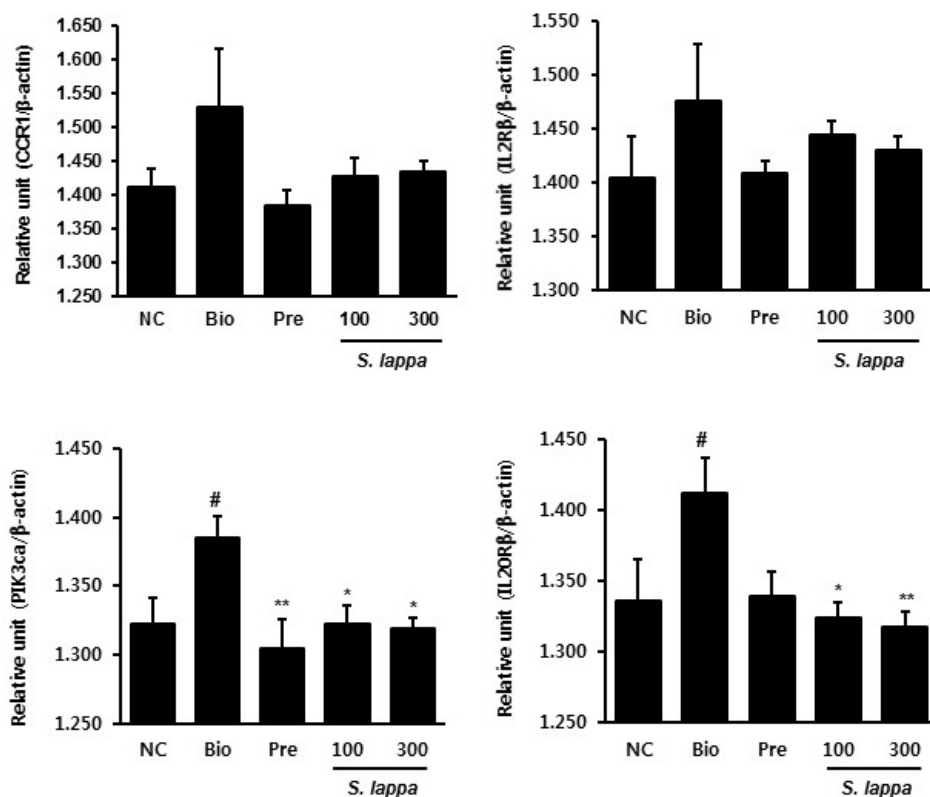 Relative unit (CCR1/β-actin)
1.650
1.600
1.550
1.500
1.450
1.400
1.350
1.300
1.250
NC Bio Pre 100 300
S. lappa
Relative unit (IL2Rβ/β-actin)
1.550
1.500
1.450
1.400
1.350
1.300
NC Bio Pre 100 300
S. lappa
Relative unit (PIK3ca/β-actin)
1.450
1.400
1.350
1.300
1.250
#
** * *
NC Bio Pre 100 300
S. lappa
Relative unit (IL20Rβ/β-actin)
1.450
1.400
1.350
1.300
1.250
#
* **
NC Bio Pre 100 300
S. lappa